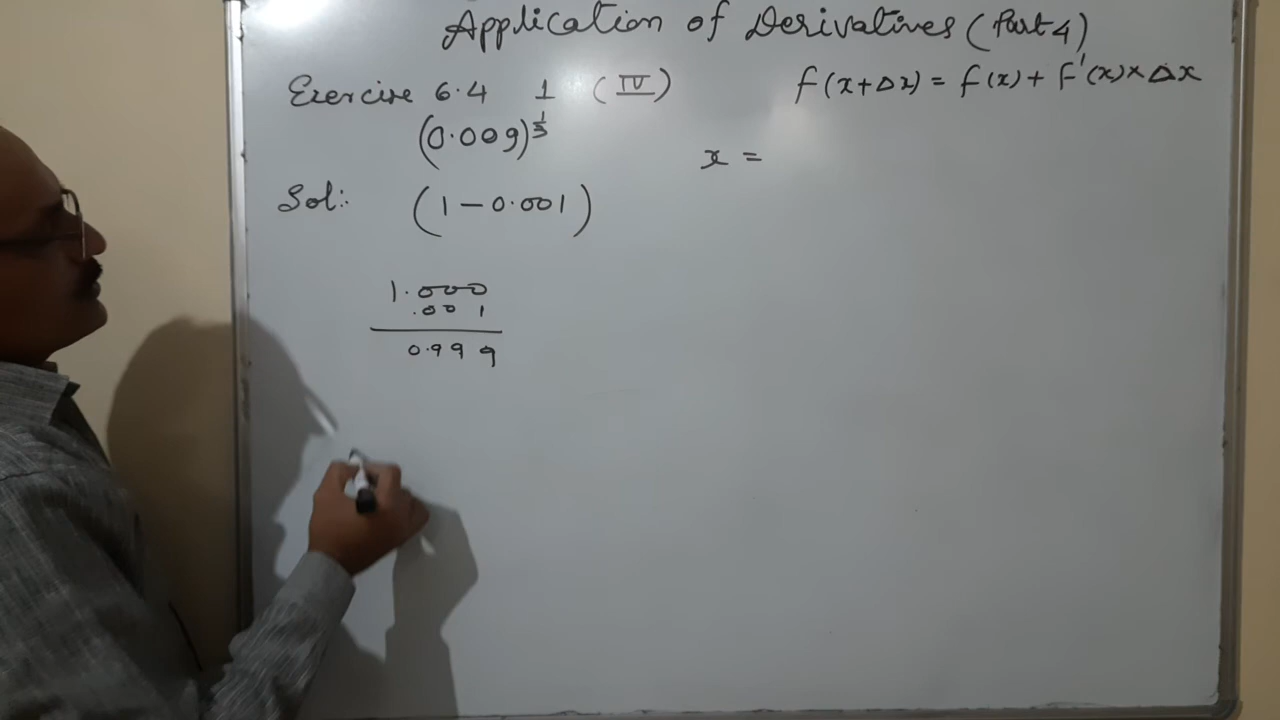 Application of Derivatives (Part 4)
Exercise 6.4 1 (IV)
f(x+Δx) = f(x) + F'(x) × Δx
(0.009)^{1/3}
x =
Sol:. (1 – 0.001)
1.000
.001
0.999